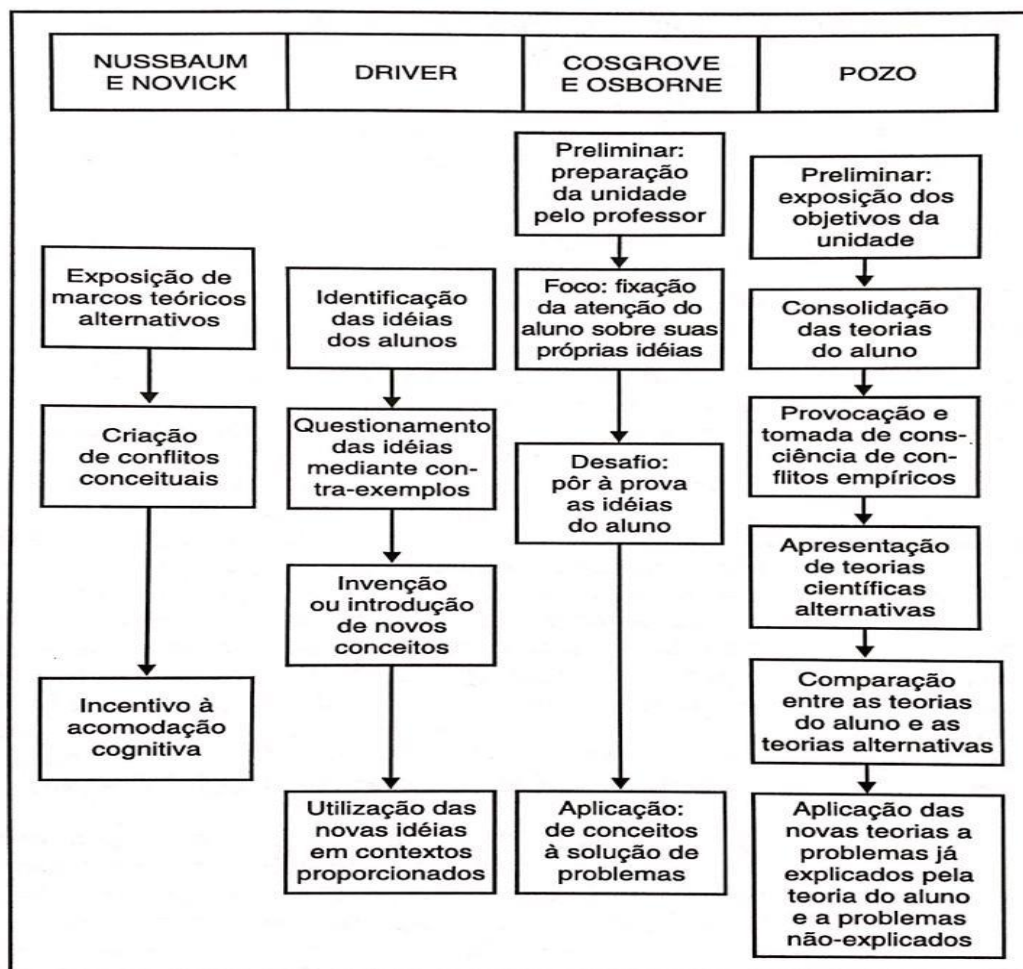 NUSSBAUM
E NOVICK
DRIVER
COSGROVE
E OSBORNE
POZO
Exposição de
marcos teóricos
alternativos
Criação
de conflitos
conceituais
Incentivo à
acomodação
cognitiva
Identificação
das idéias
dos alunos
Questionamento
das idéias
mediante con-
tra-exemplos
Invenção
ou introdução
de novos
conceitos
Utilização das
novas idéias
em contextos
proporcionados
Preliminar:
preparação
da unidade
pelo professor
Foco: fixação
da atenção do
aluno sobre suas
próprias idéias
Desafio:
pôr à prova
as idéias
do aluno
Aplicação:
de conceitos
à solução de
problemas
Preliminar:
exposição dos
objetivos da
unidade
Consolidação
das teorias
do aluno
Provocação e
tomada de cons-
ciência de con-
flitos empíricos
Apresentação
de teorias
científicas
alternativas
Comparação
entre as teorias
do aluno e as
teorias alternativas
Aplicação das
novas teorias a
problemas já
explicados pela
teoria do aluno
e a problemas
não-explicados